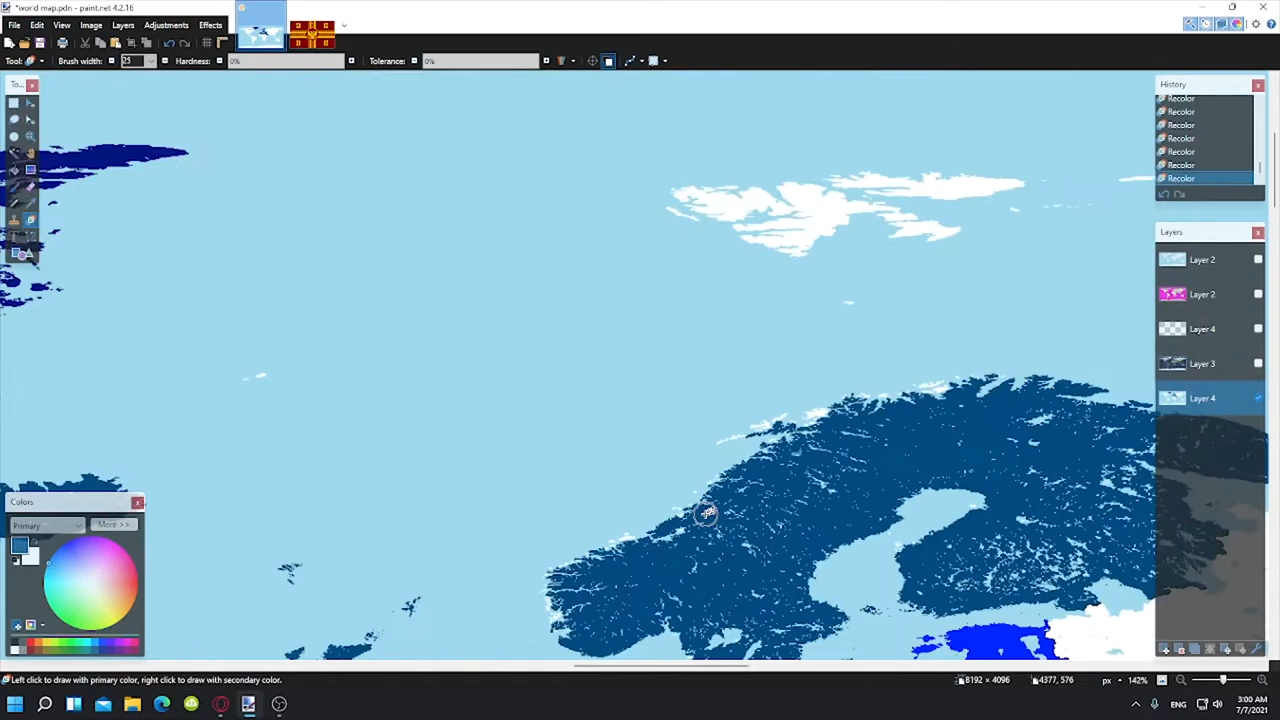 *world map.pdn - paint.net 4.2.16
File Edit View Image Layers Adjustments Effects
Tool: Brush width: 25 Hardness: 0% Tolerance: 0%
To...
History
Recolor
Recolor
Recolor
Recolor
Recolor
Recolor
Recolor
Layers
Layer 2
Layer 2
Layer 4
Layer 3
Layer 4
Colors
Primary
More >>
Left click to draw with primary color, right click to draw with secondary color.
8192 × 4096
4377, 576
px
142%
ENG
3:00 AM
7/7/2021